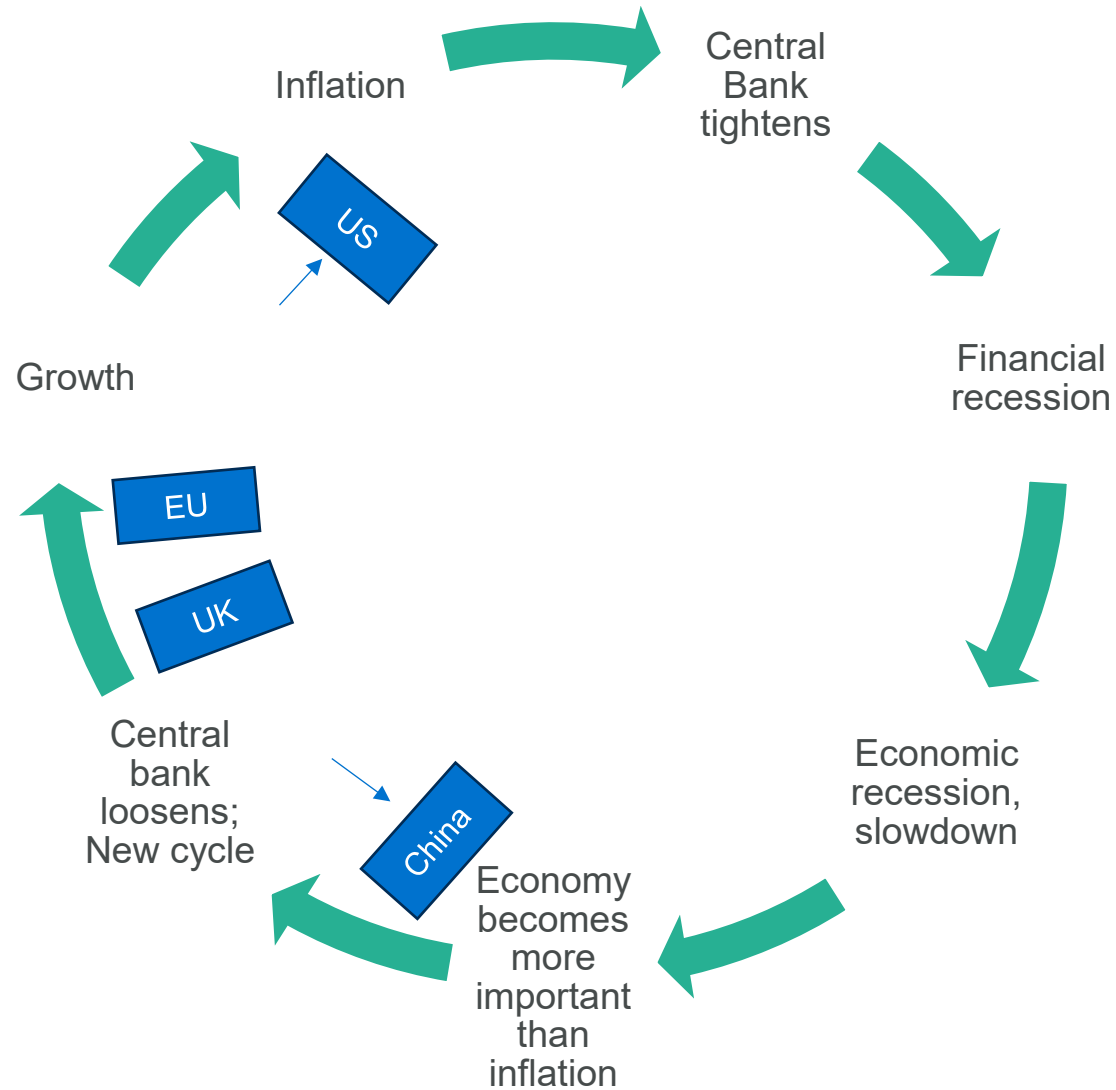 Inflation
Central
Bank
tightens
US
Financial
recession
Growth
EU
UK
Central
bank
loosens;
New cycle
Economic
recession,
slowdown
China
Economy
becomes
more
important
than
inflation